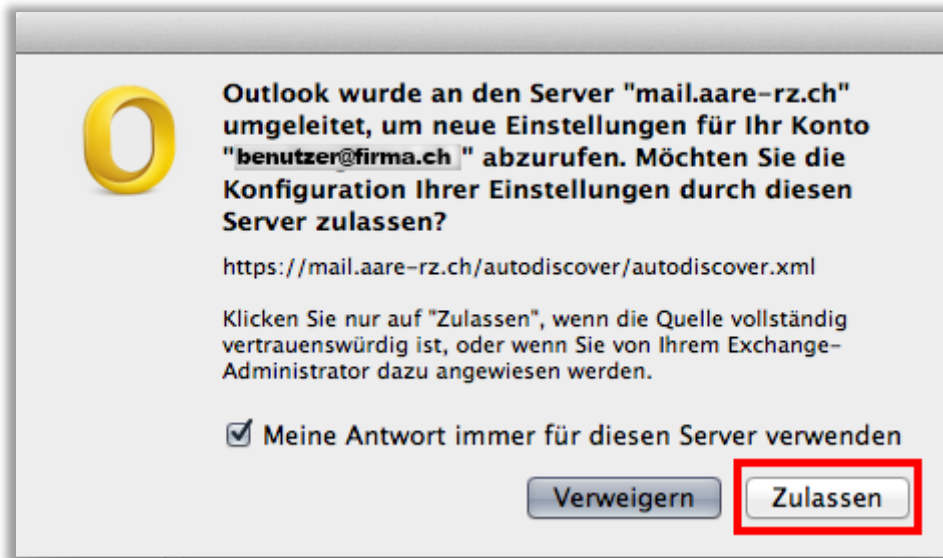 Outlook wurde an den Server "mail.aare-rz.ch"
umgeleitet, um neue Einstellungen für Ihr Konto
"benutzer@firma.ch" abzurufen. Möchten Sie die
Konfiguration Ihrer Einstellungen durch diesen
Server zulassen?
https://mail.aare-rz.ch/autodiscover/autodiscover.xml
Klicken Sie nur auf "Zulassen", wenn die Quelle vollständig
vertrauenswürdig ist, oder wenn Sie von Ihrem Exchange-
Administrator dazu angewiesen werden.
Meine Antwort immer für diesen Server verwenden
Verweigern Zulassen